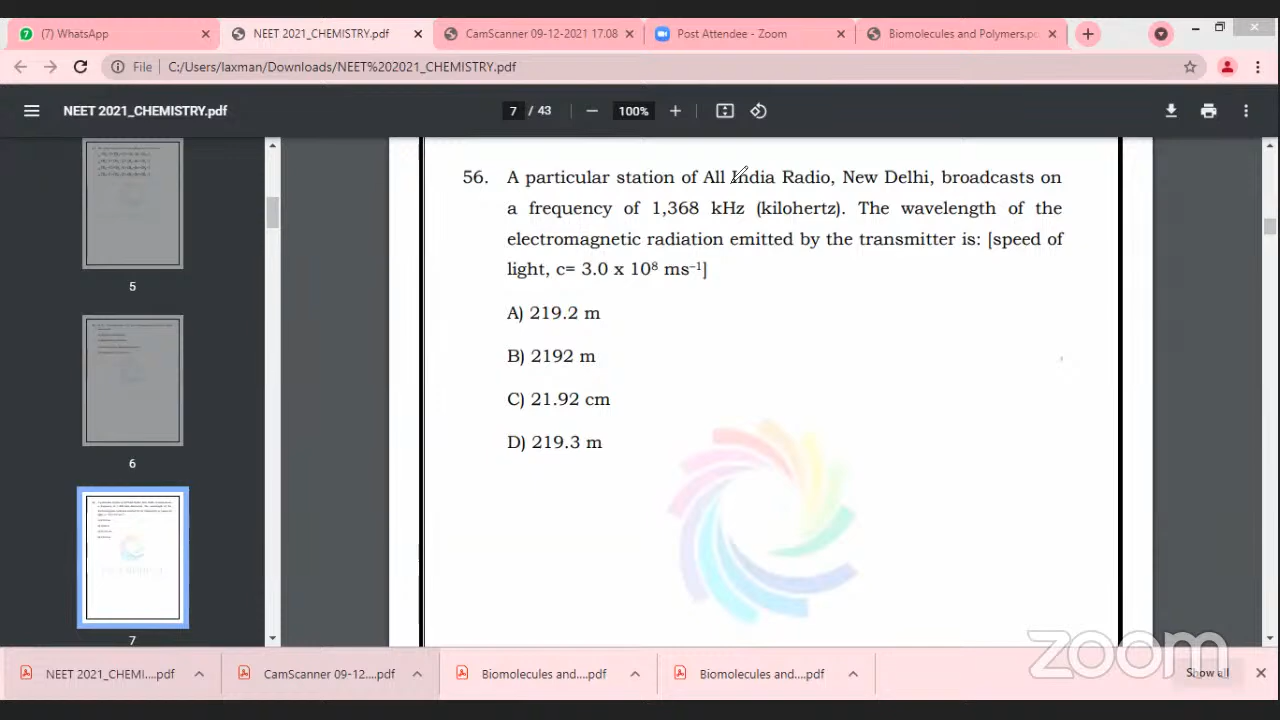 (7) WhatsApp
NEET 2021_CHEMISTRY.pdf
CamScanner 09-12-2021 17.08
Post Attendee - Zoom
Biomolecules and Polymers.pd
File
C:/Users/laxman/Downloads/NEET%202021_CHEMISTRY.pdf
NEET 2021_CHEMISTRY.pdf
7 / 43
100%
56. A particular station of All India Radio, New Delhi, broadcasts on
a frequency of 1,368 kHz (kilohertz). The wavelength of the
electromagnetic radiation emitted by the transmitter is: [speed of
light, c= 3.0 x 10⁸ ms⁻¹]
A) 219.2 m
B) 2192 m
C) 21.92 cm
D) 219.3 m
5
6
7
zoom
NEET 2021_CHEMI....pdf
CamScanner 09-12....pdf
Biomolecules and....pdf
Biomolecules and....pdf
Show all